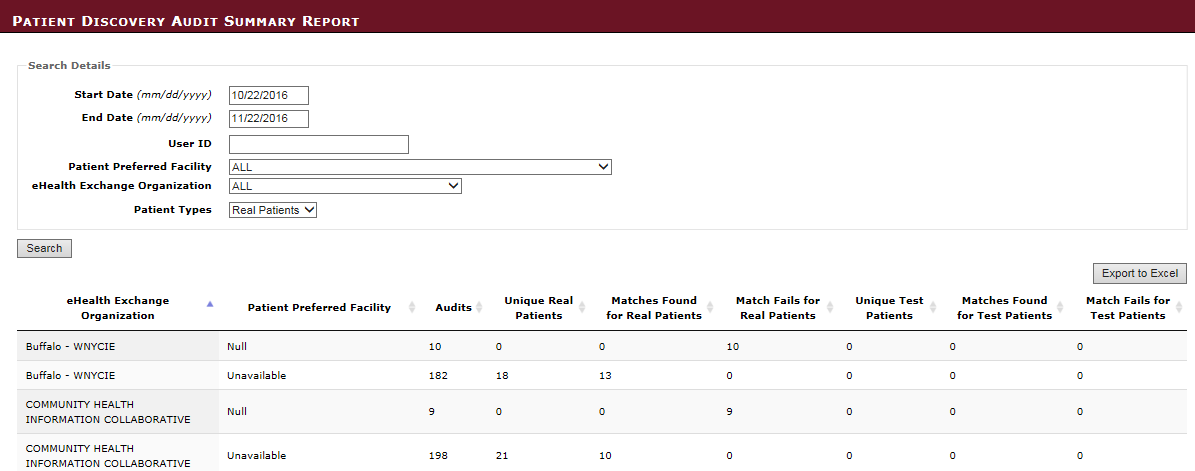 PATIENT DISCOVERY AUDIT SUMMARY REPORT
Search Details
Start Date (mm/dd/yyyy) 10/22/2016
End Date (mm/dd/yyyy) 11/22/2016
User ID
Patient Preferred Facility ALL
eHealth Exchange Organization ALL
Patient Types Real Patients
Search
Export to Excel
eHealth Exchange Organization Patient Preferred Facility Audits Unique Real Patients Matches Found for Real Patients Match Fails for Real Patients Unique Test Patients Matches Found for Test Patients Match Fails for Test Patients
Buffalo - WNYCIE Null 10 0 0 10 0 0 0
Buffalo - WNYCIE Unavailable 182 18 13 0 0 0 0
COMMUNITY HEALTH INFORMATION COLLABORATIVE Null 9 0 0 9 0 0 0
COMMUNITY HEALTH INFORMATION COLLABORATIVE Unavailable 198 21 10 0 0 0 0